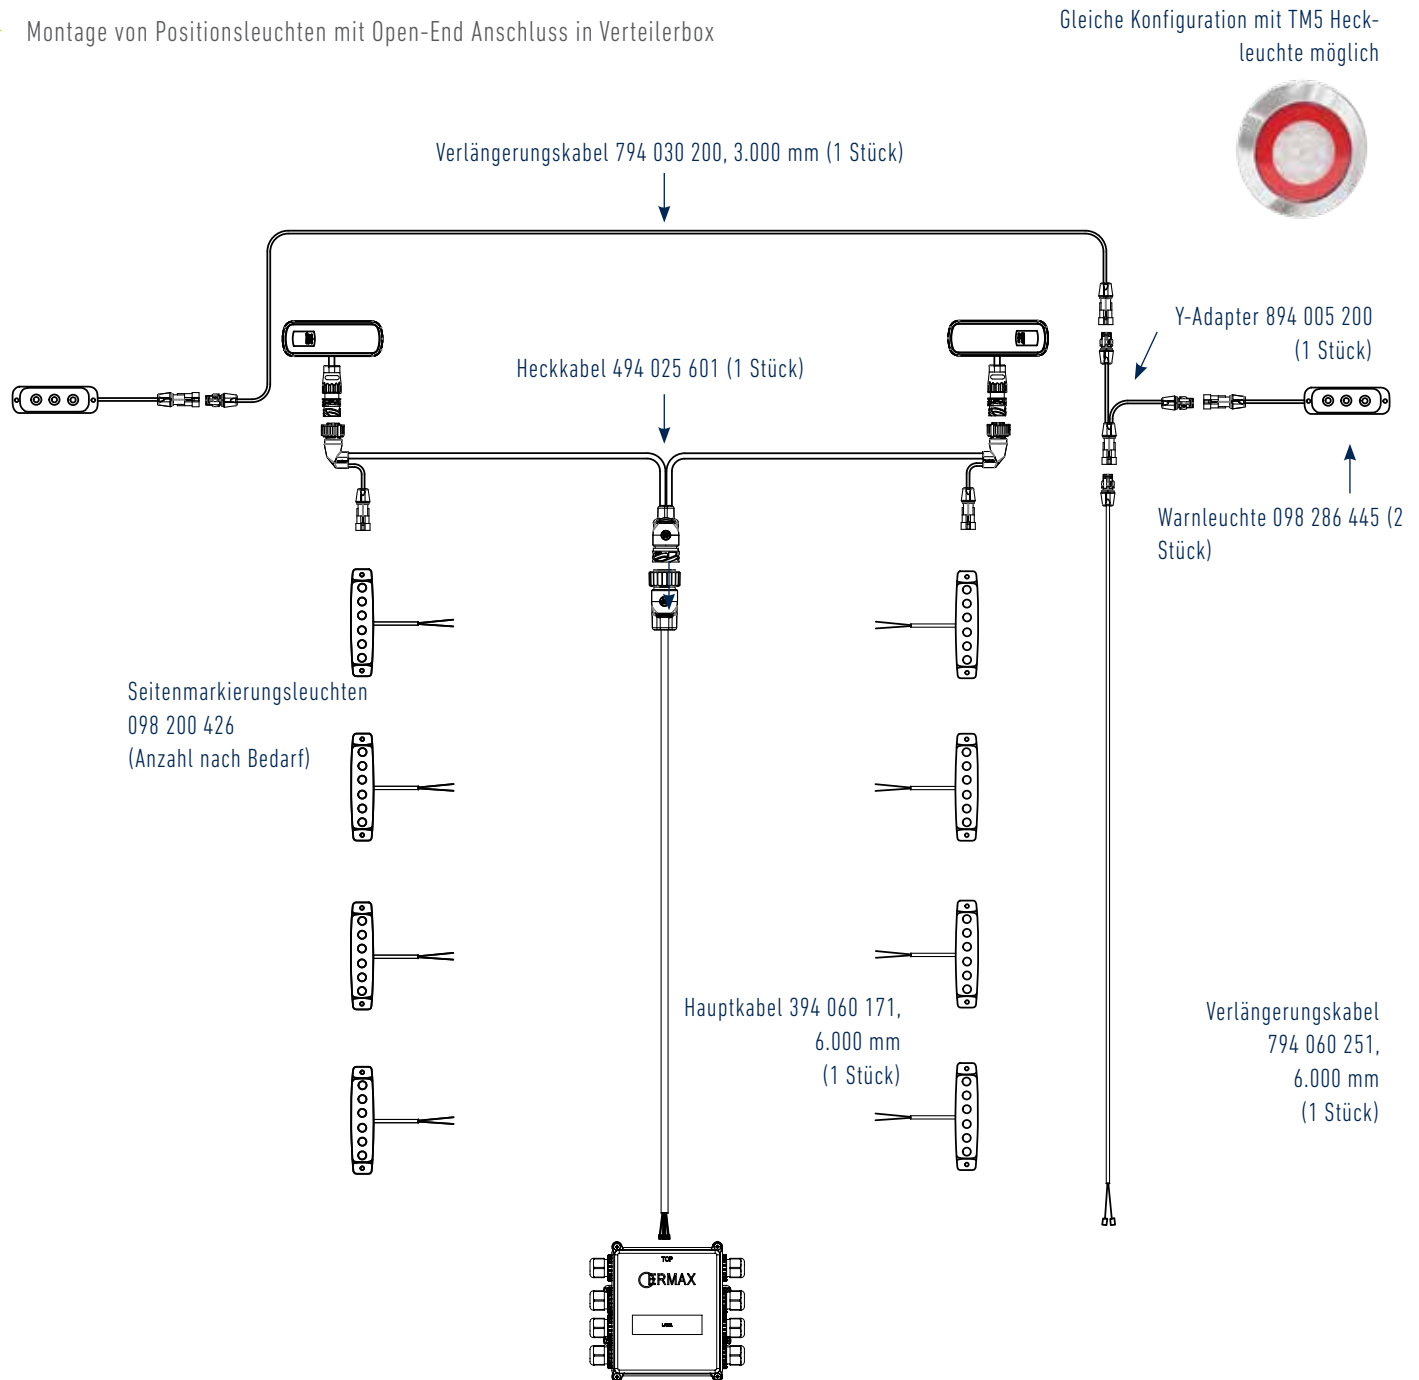 Montage von Positionsleuchten mit Open-End Anschluss in Verteilerbox
Gleiche Konfiguration mit TM5 Heck-
leuchte möglich
Verlängerungskabel 794 030 200, 3.000 mm (1 Stück)
Y-Adapter 894 005 200
(1 Stück)
Heckkabel 494 025 601 (1 Stück)
Warnleuchte 098 286 445 (2
Stück)
Seitenmarkierungsleuchten
098 200 426
(Anzahl nach Bedarf)
Hauptkabel 394 060 171,
6.000 mm
(1 Stück)
Verlängerungskabel
794 060 251,
6.000 mm
(1 Stück)
TOP
ERMAX
LABEL